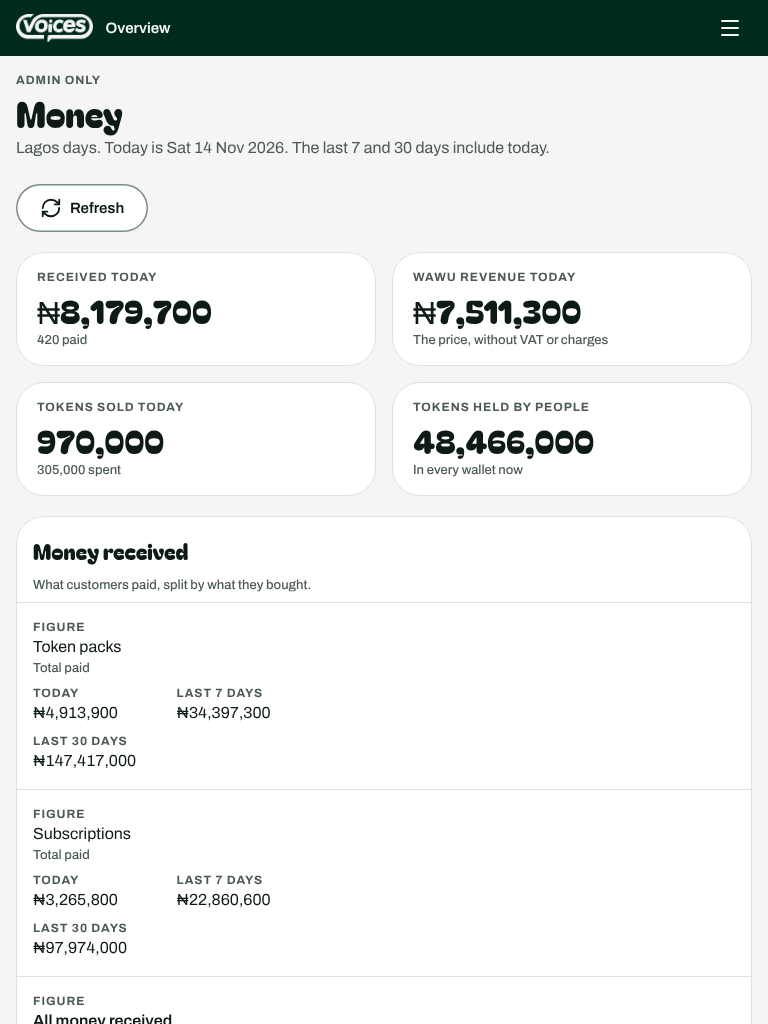 Voices
Overview
ADMIN ONLY
Money
Lagos days. Today is Sat 14 Nov 2026. The last 7 and 30 days include today.
Refresh
RECEIVED TODAY
₦8,179,700
420 paid
WAWU REVENUE TODAY
₦7,511,300
The price, without VAT or charges
TOKENS SOLD TODAY
970,000
305,000 spent
TOKENS HELD BY PEOPLE
48,466,000
In every wallet now
Money received
What customers paid, split by what they bought.
FIGURE
Token packs
Total paid
TODAY
₦4,913,900
LAST 7 DAYS
₦34,397,300
LAST 30 DAYS
₦147,417,000
FIGURE
Subscriptions
Total paid
TODAY
₦3,265,800
LAST 7 DAYS
₦22,860,600
LAST 30 DAYS
₦97,974,000
FIGURE
All money received